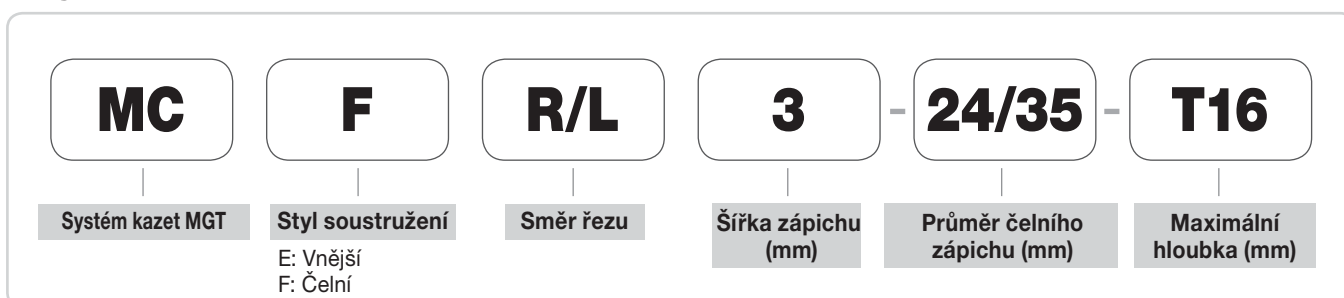 MC F R/L 3 - 24/35 - T16
Systém kazet MGT
Styl soustružení
E: Vnější
F: Čelní
Směr řezu
Šířka zápichu
(mm)
Průměr čelního
zápichu (mm)
Maximální
hloubka (mm)